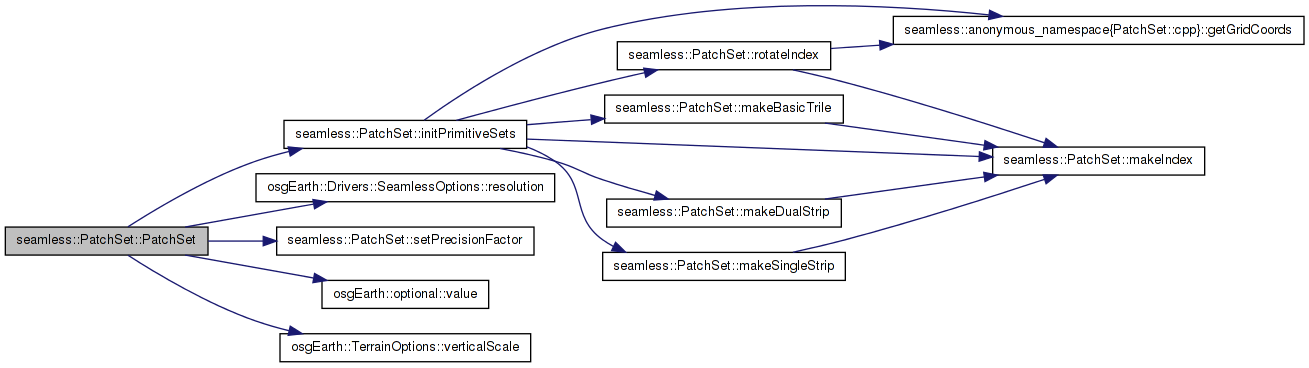 seamless::anonymous_namespace{PatchSet::cpp}::getGridCoords
seamless::PatchSet::rotateIndex
seamless::PatchSet::makeBasicTrile
seamless::PatchSet::initPrimitiveSets
seamless::PatchSet::makeIndex
osgEarth::Drivers::SeamlessOptions::resolution
seamless::PatchSet::makeDualStrip
seamless::PatchSet::PatchSet
seamless::PatchSet::setPrecisionFactor
seamless::PatchSet::makeSingleStrip
osgEarth::optional::value
osgEarth::TerrainOptions::verticalScale